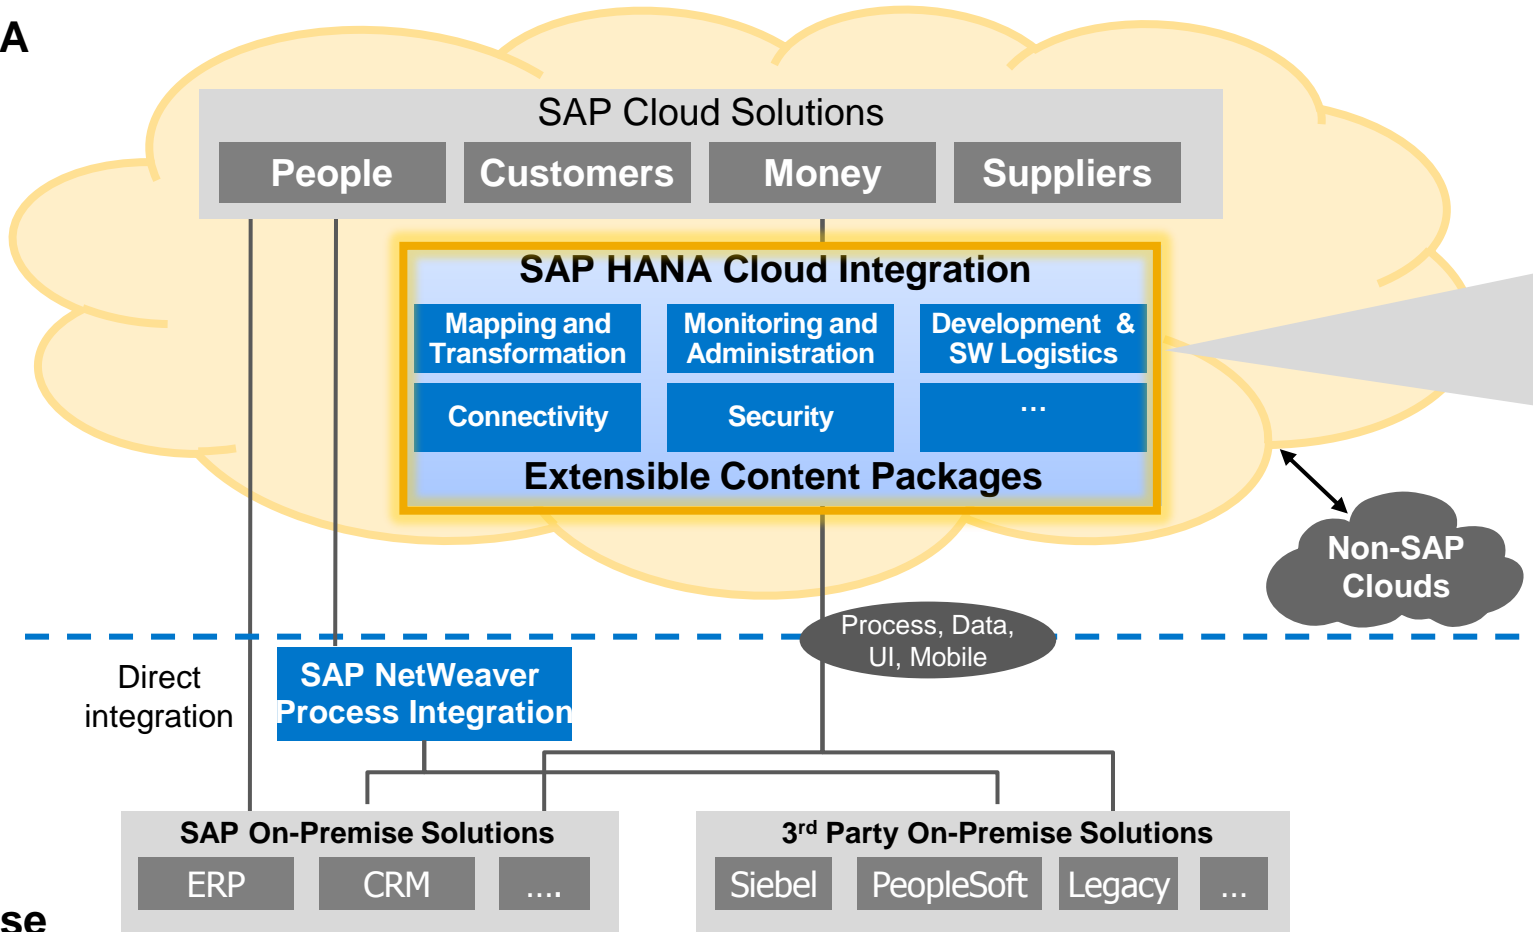 A
SAP Cloud Solutions
People
Customers
Money
Suppliers
SAP HANA Cloud Integration
Mapping and
Transformation
Monitoring and
Administration
Development &
SW Logistics
Connectivity
Security
...
Extensible Content Packages
Non-SAP
Clouds
Process, Data,
UI, Mobile
Direct
integration
SAP NetWeaver
Process Integration
SAP On-Premise Solutions
ERP
CRM
....
3rd Party On-Premise Solutions
Siebel
PeopleSoft
Legacy
...
se